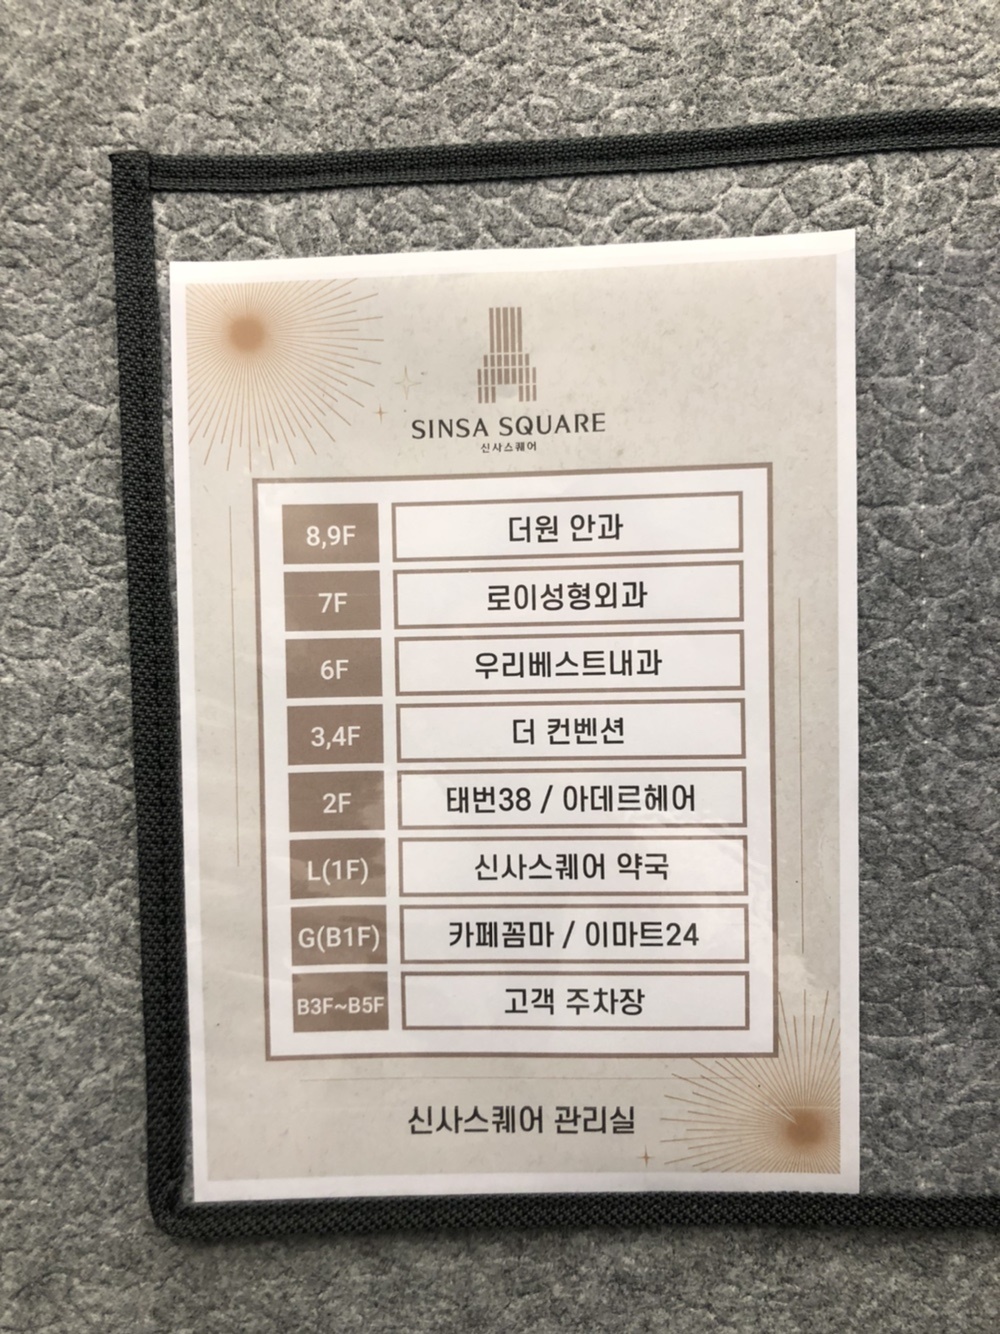 SINSA SQUARE
신사스퀘어
8,9F 더원 안과
7F 로이성형외과
6F 우리베스트내과
3,4F 더 컨벤션
2F 태번38 / 아데르헤어
L(1F) 신사스퀘어 약국
G(B1F) 카페꼼마 / 이마트24
B3F~B5F 고객 주차장
신사스퀘어 관리실